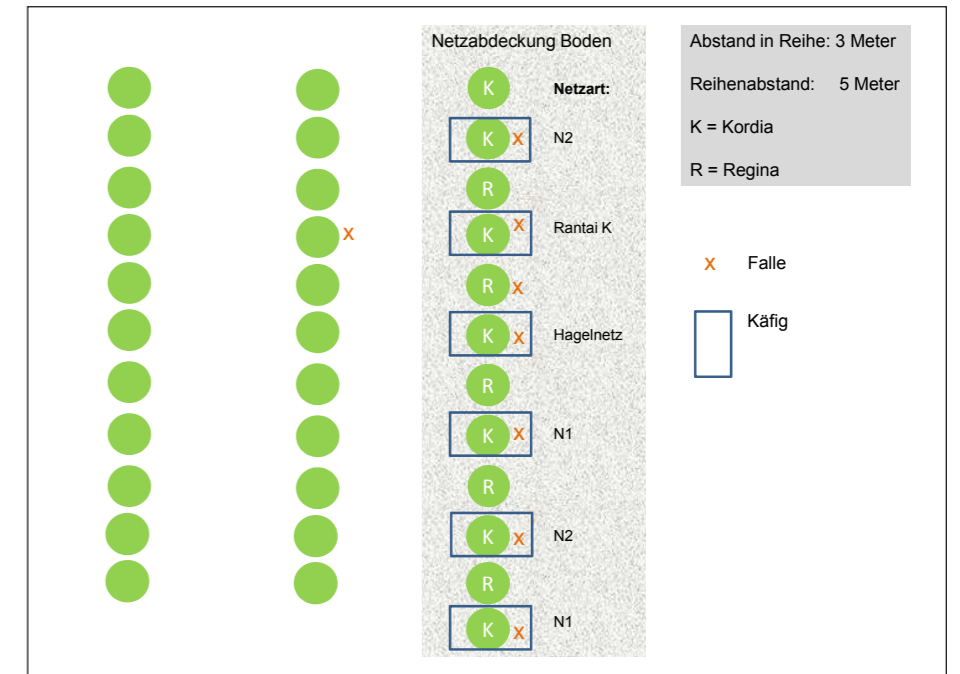 Netzabdeckung Boden
K
Netzart:
K X N2
R
K X Rantai K
R X
K X Hagelnetz
R
K X N1
R
K X N2
R
K X N1
X
Abstand in Reihe: 3 Meter
Reihenabstand: 5 Meter
K = Kordia
R = Regina
X Falle
Käfig